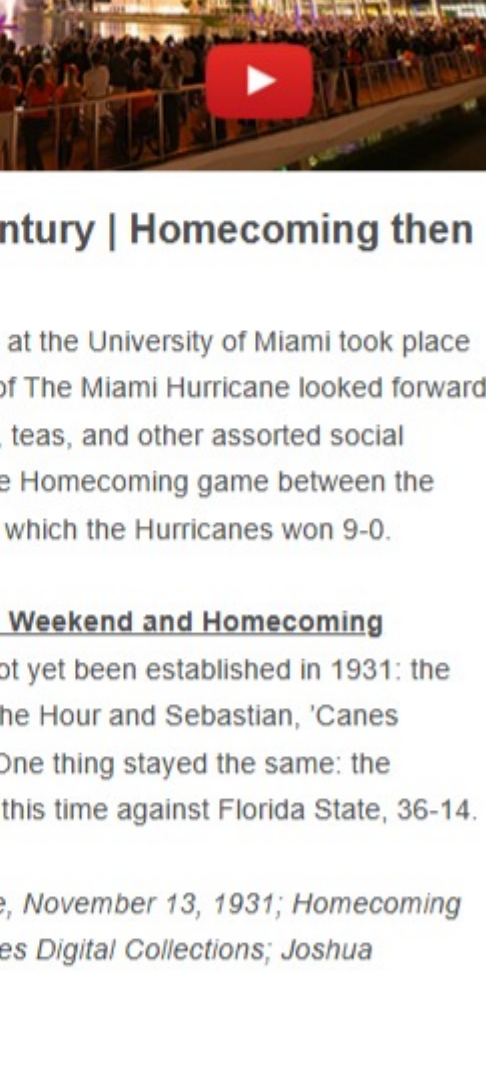 ntury | Homecoming then
at the University of Miami took place
of The Miami Hurricane looked forward
, teas, and other assorted social
e Homecoming game between the
which the Hurricanes won 9-0.
Weekend and Homecoming
ot yet been established in 1931: the
he Hour and Sebastian, 'Canes
One thing stayed the same: the
this time against Florida State, 36-14.
e, November 13, 1931; Homecoming
es Digital Collections; Joshua